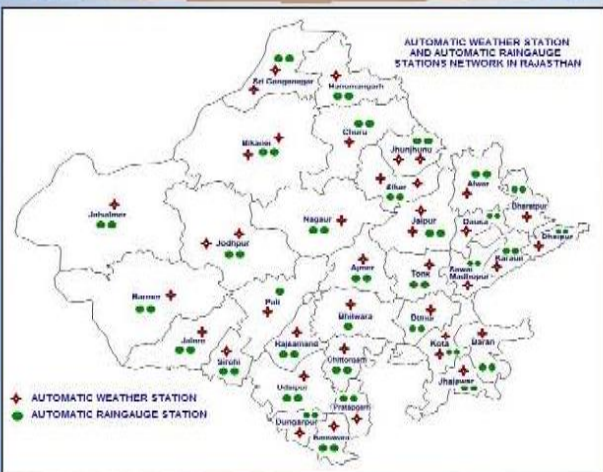 AUTOMATIC WEATHER STATION
AND AUTOMATIC RAINGAUGE
STATIONS NETWORK IN RAJASTHAN
Sri Ganganagar
Hanumangarh
Churu
Bikaner
Jhunjhunu
Sikar
Alwar
Jaisalmer
Bharatpur
Nagaur
Jaipur
Dausa
Dholpur
Jodhpur
Karauli
Ajmer
Tonk
Sawai
Madhopur
Barmer
Pali
Bhilwara
Jalore
Rajsamand
Kota
Baran
Sirohi
Chittorgarh
Jhalawar
Udaipur
AUTOMATIC WEATHER STATION
Pratapgarh
AUTOMATIC RAINGAUGE STATION
Dungarpur
Banswara